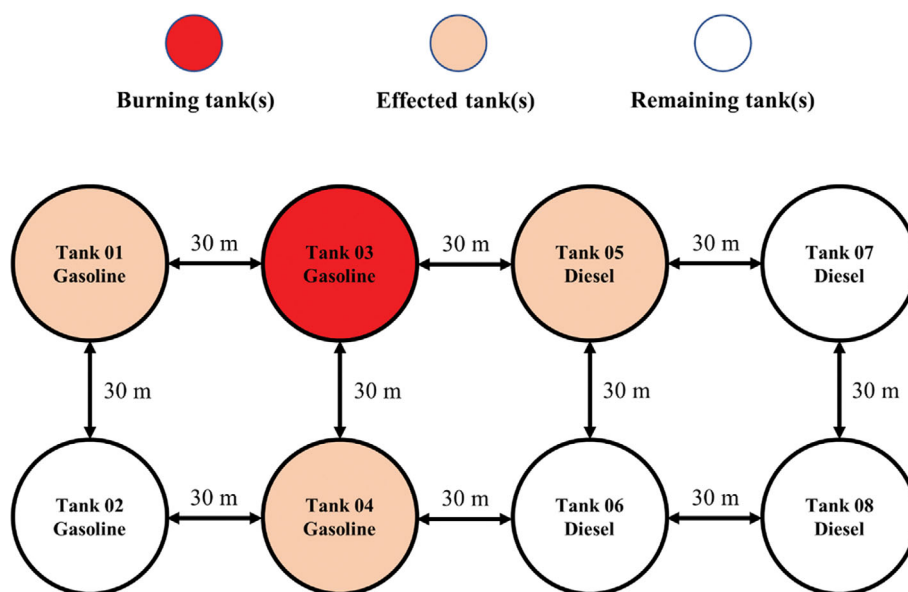 Burning tank(s)
Effected tank(s)
Remaining tank(s)
Tank 01
Gasoline
30 m
Tank 03
Gasoline
30 m
Tank 05
Diesel
30 m
Tank 07
Diesel
30 m
30 m
30 m
30 m
Tank 02
Gasoline
30 m
Tank 04
Gasoline
30 m
Tank 06
Diesel
30 m
Tank 08
Diesel